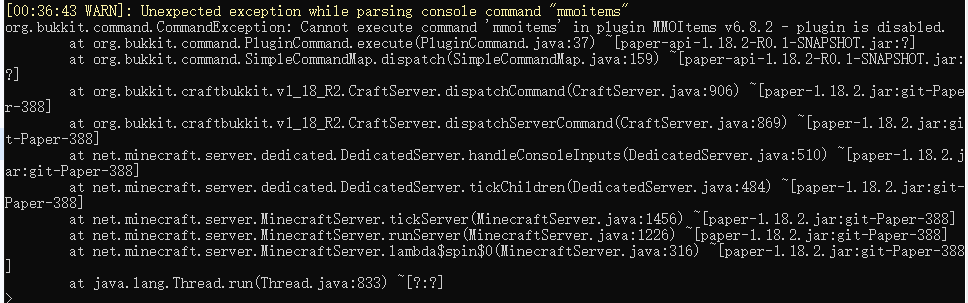 [00:36:43 WARN]: Unexpected exception while parsing console command "mmoitems"
org.bukkit.command.CommandException: Cannot execute command 'mmoitems' in plugin MMOItems v6.8.2 - plugin is disabled.
        at org.bukkit.command.PluginCommand.execute(PluginCommand.java:37) ~[paper-api-1.18.2-R0.1-SNAPSHOT.jar:?]
        at org.bukkit.command.SimpleCommandMap.dispatch(SimpleCommandMap.java:159) ~[paper-api-1.18.2-R0.1-SNAPSHOT.jar:
?]
        at org.bukkit.craftbukkit.v1_18_R2.CraftServer.dispatchCommand(CraftServer.java:906) ~[paper-1.18.2.jar:git-Pape
r-388]
        at org.bukkit.craftbukkit.v1_18_R2.CraftServer.dispatchServerCommand(CraftServer.java:869) ~[paper-1.18.2.jar:gi
t-Paper-388]
        at net.minecraft.server.dedicated.DedicatedServer.handleConsoleInputs(DedicatedServer.java:510) ~[paper-1.18.2.j
ar:git-Paper-388]
        at net.minecraft.server.dedicated.DedicatedServer.tickChildren(DedicatedServer.java:484) ~[paper-1.18.2.jar:git-
Paper-388]
        at net.minecraft.server.MinecraftServer.tickServer(MinecraftServer.java:1456) ~[paper-1.18.2.jar:git-Paper-388]
        at net.minecraft.server.MinecraftServer.runServer(MinecraftServer.java:1226) ~[paper-1.18.2.jar:git-Paper-388]
        at net.minecraft.server.MinecraftServer.lambda$spin$0(MinecraftServer.java:316) ~[paper-1.18.2.jar:git-Paper-388
]
        at java.lang.Thread.run(Thread.java:833) ~[?:?]
>